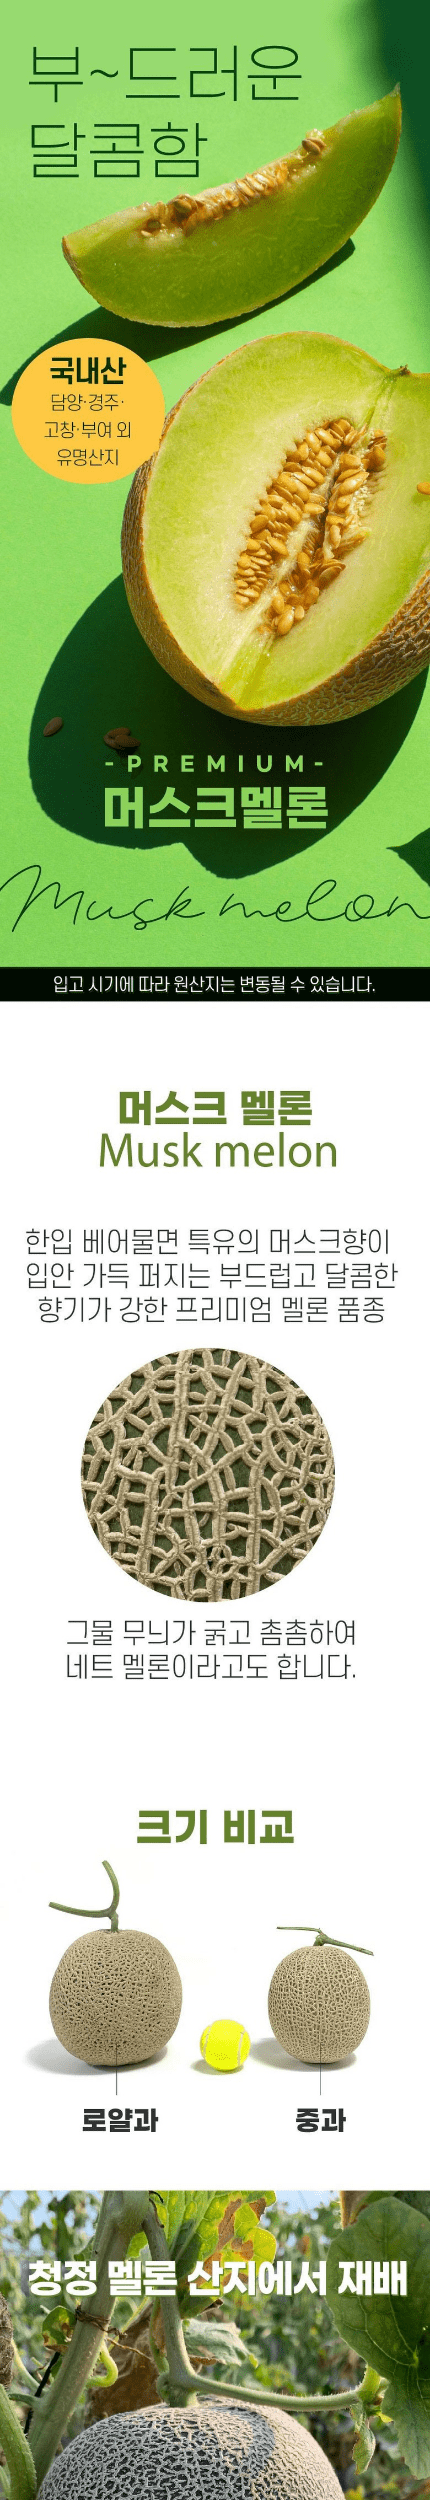 부~드러운
달콤함
국내산
담양·경주·
고창·부여 외
유명산지
-PREMIUM-
머스크멜론
Musk melon
입고 시기에 따라 원산지는 변동될 수 있습니다.
머스크 멜론
Musk melon
한입 베어물면 특유의 머스크향이
입안 가득 퍼지는 부드럽고 달콤한
향기가 강한 프리미엄 멜론 품종
그물 무늬가 굵고 촘촘하여
네트 멜론이라고도 합니다.
크기 비교
로얄과
중과
청정 멜론 산지에서 재배